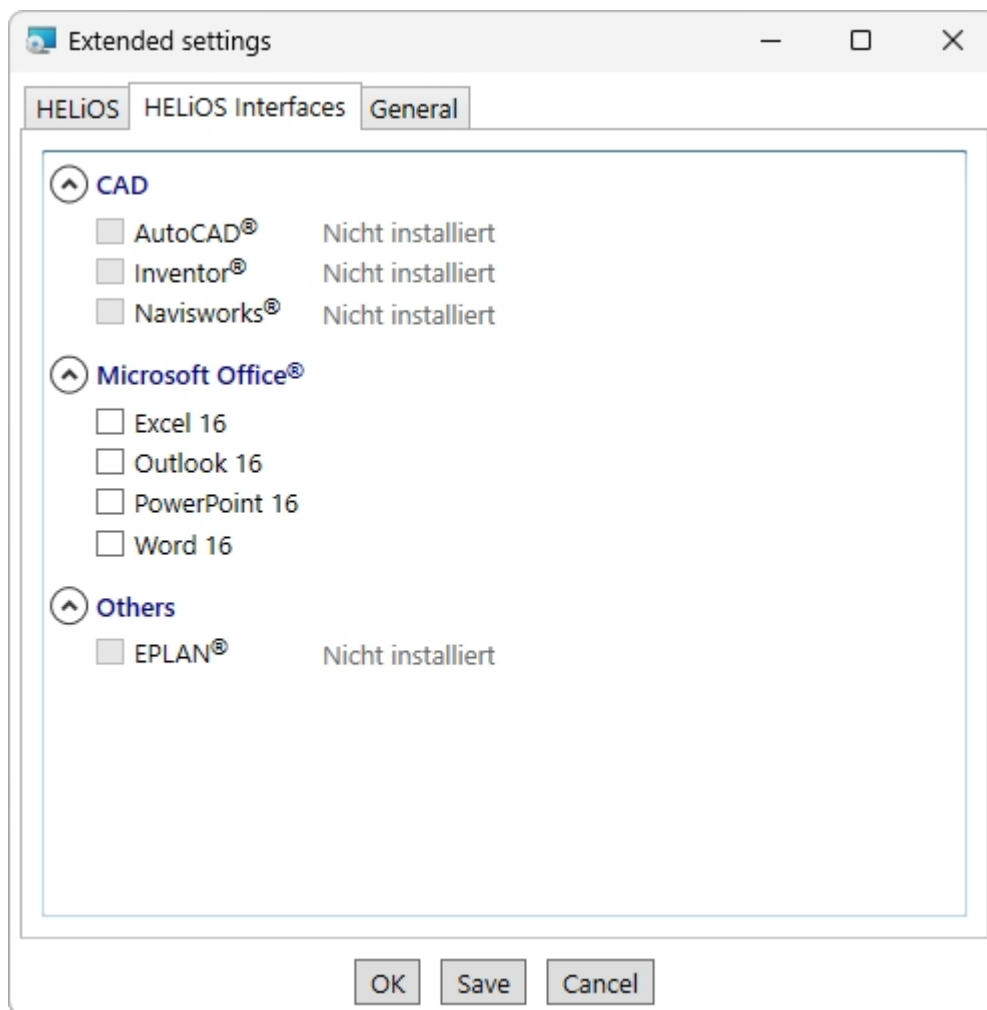 Extended settings
HELiOS HELiOS Interfaces General
CAD
AutoCAD® Nicht installiert
Inventor® Nicht installiert
Navisworks® Nicht installiert
Microsoft Office®
Excel 16
Outlook 16
PowerPoint 16
Word 16
Others
EPLAN® Nicht installiert
OK Save Cancel